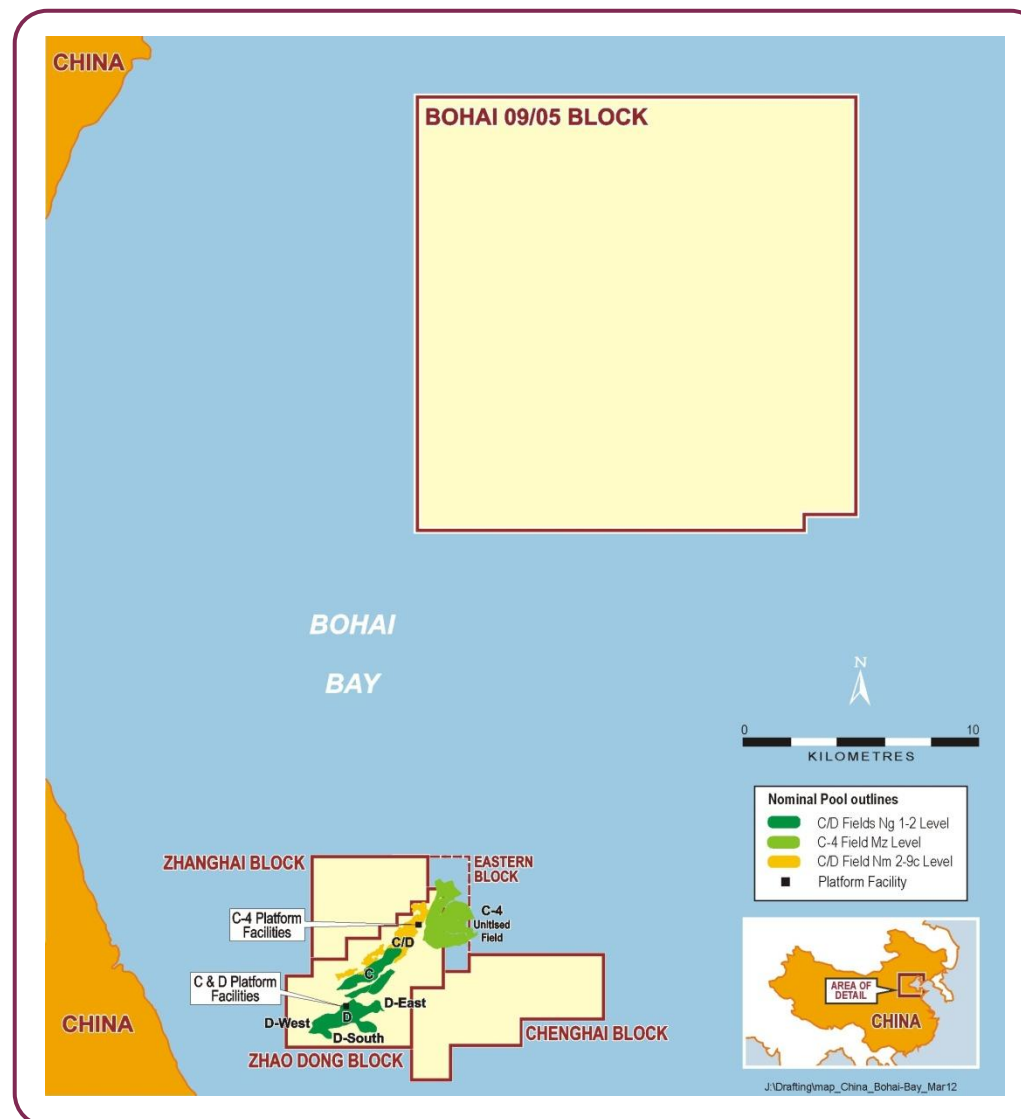 CHINA
BOHAI 09/05 BLOCK
BOHAI
BAY
N
0 10
KILOMETRES
Nominal Pool outlines
C/D Fields Ng 1-2 Level
C-4 Field Mz Level
C/D Field Nm 2-9c Level
Platform Facility
ZHANGHAI BLOCK
EASTERN
BLOCK
C-4 Platform
Facilities
C-4
Unitised
Field
C/D
C
C & D Platform
Facilities
D-East
D
D-West
D-South
ZHAO DONG BLOCK
CHENGHAI BLOCK
CHINA
AREA OF
DETAIL
CHINA
J:\Drafting\map_China_Bohai-Bay_Mar12